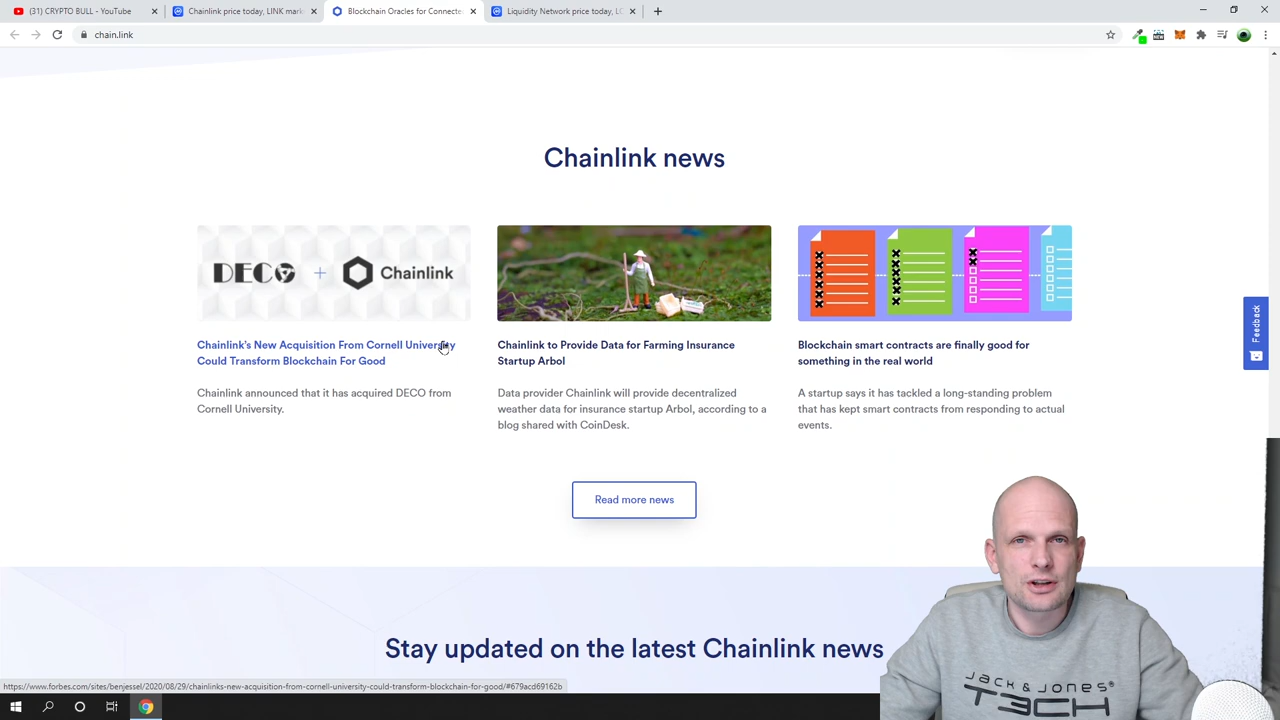 (31) CRYPTO BULL - YouTube
Chainlink price today, LINK mark
Blockchain Oracles for Connecte
Liquidity Network price today, LC
chain.link
Chainlink news
DECO + Chainlink
Chainlink's New Acquisition From Cornell University
Could Transform Blockchain For Good
Chainlink announced that it has acquired DECO from
Cornell University.
Chainlink to Provide Data for Farming Insurance
Startup Arbol
Data provider Chainlink will provide decentralized
weather data for insurance startup Arbol, according to a
blog shared with CoinDesk.
Blockchain smart contracts are finally good for
something in the real world
A startup says it has tackled a long-standing problem
that has kept smart contracts from responding to actual
events.
Feedback
Read more news
Stay updated on the latest Chainlink news
https://www.forbes.com/sites/benjessel/2020/08/29/chainlinks-new-acquisition-from-cornell-university-could-transform-blockchain-for-good/#679acd69162b
JACK & JONES®
T3CH